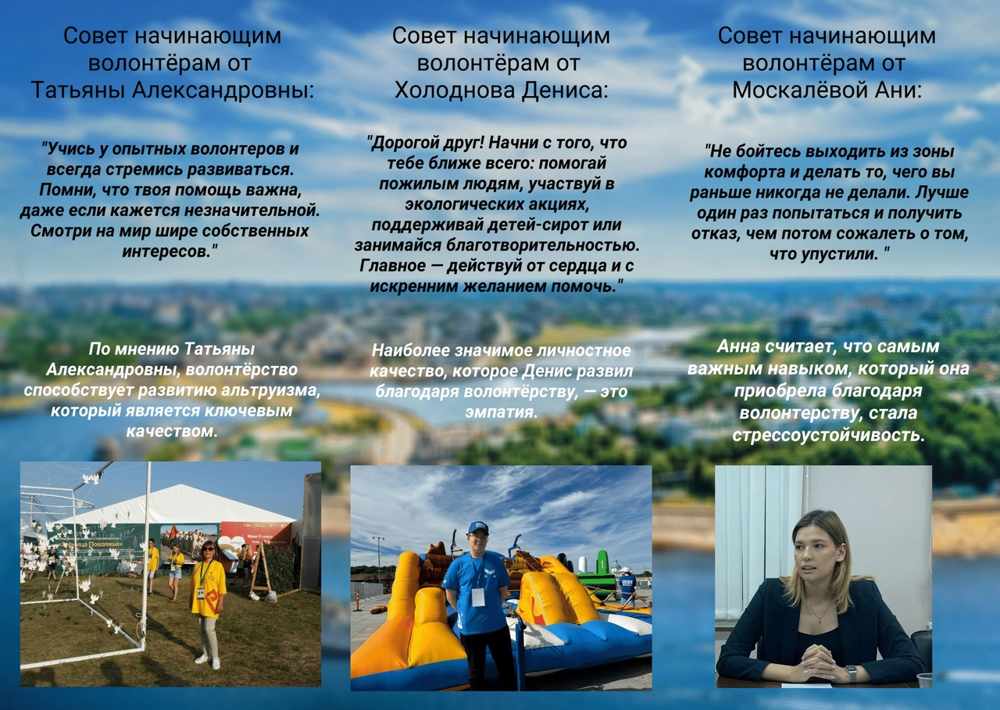 Совет начинающим
волонтёрам от
Татьяны Александровны:
"Учись у опытных волонтеров и
всегда стремись развиваться.
Помни, что твоя помощь важна,
даже если кажется незначительной.
Смотри на мир шире собственных
интересов."
По мнению Татьяны
Александровны, волонтёрство
способствует развитию альтруизма,
который является ключевым
качеством.
Совет начинающим
волонтёрам от
Холоднова Дениса:
"Дорогой друг! Начни с того, что
тебе ближе всего: помогай
пожилым людям, участвуй в
экологических акциях,
поддерживай детей-сирот или
занимайся благотворительностью.
Главное — действуй от сердца и с
искренним желанием помочь."
Наиболее значимое личностное
качество, которое Денис развил
благодаря волонтёрству, — это
эмпатия.
Совет начинающим
волонтёрам от
Москалёвой Ани:
"Не бойтесь выходить из зоны
комфорта и делать то, чего вы
раньше никогда не делали. Лучше
один раз попытаться и получить
отказ, чем потом сожалеть о том,
что упустили. "
Анна считает, что самым
важным навыком, который она
приобрела благодаря
волонтерству, стала
стрессоустойчивость.
Поволжья»